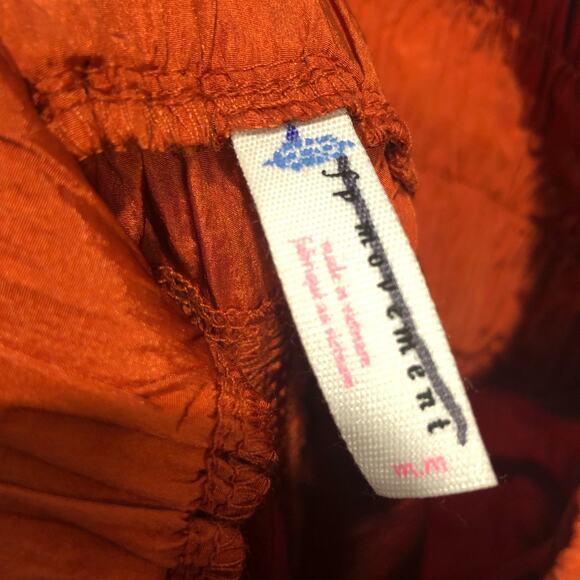 fp movement
made in vietnam
fabriqué au vietnam
m.m